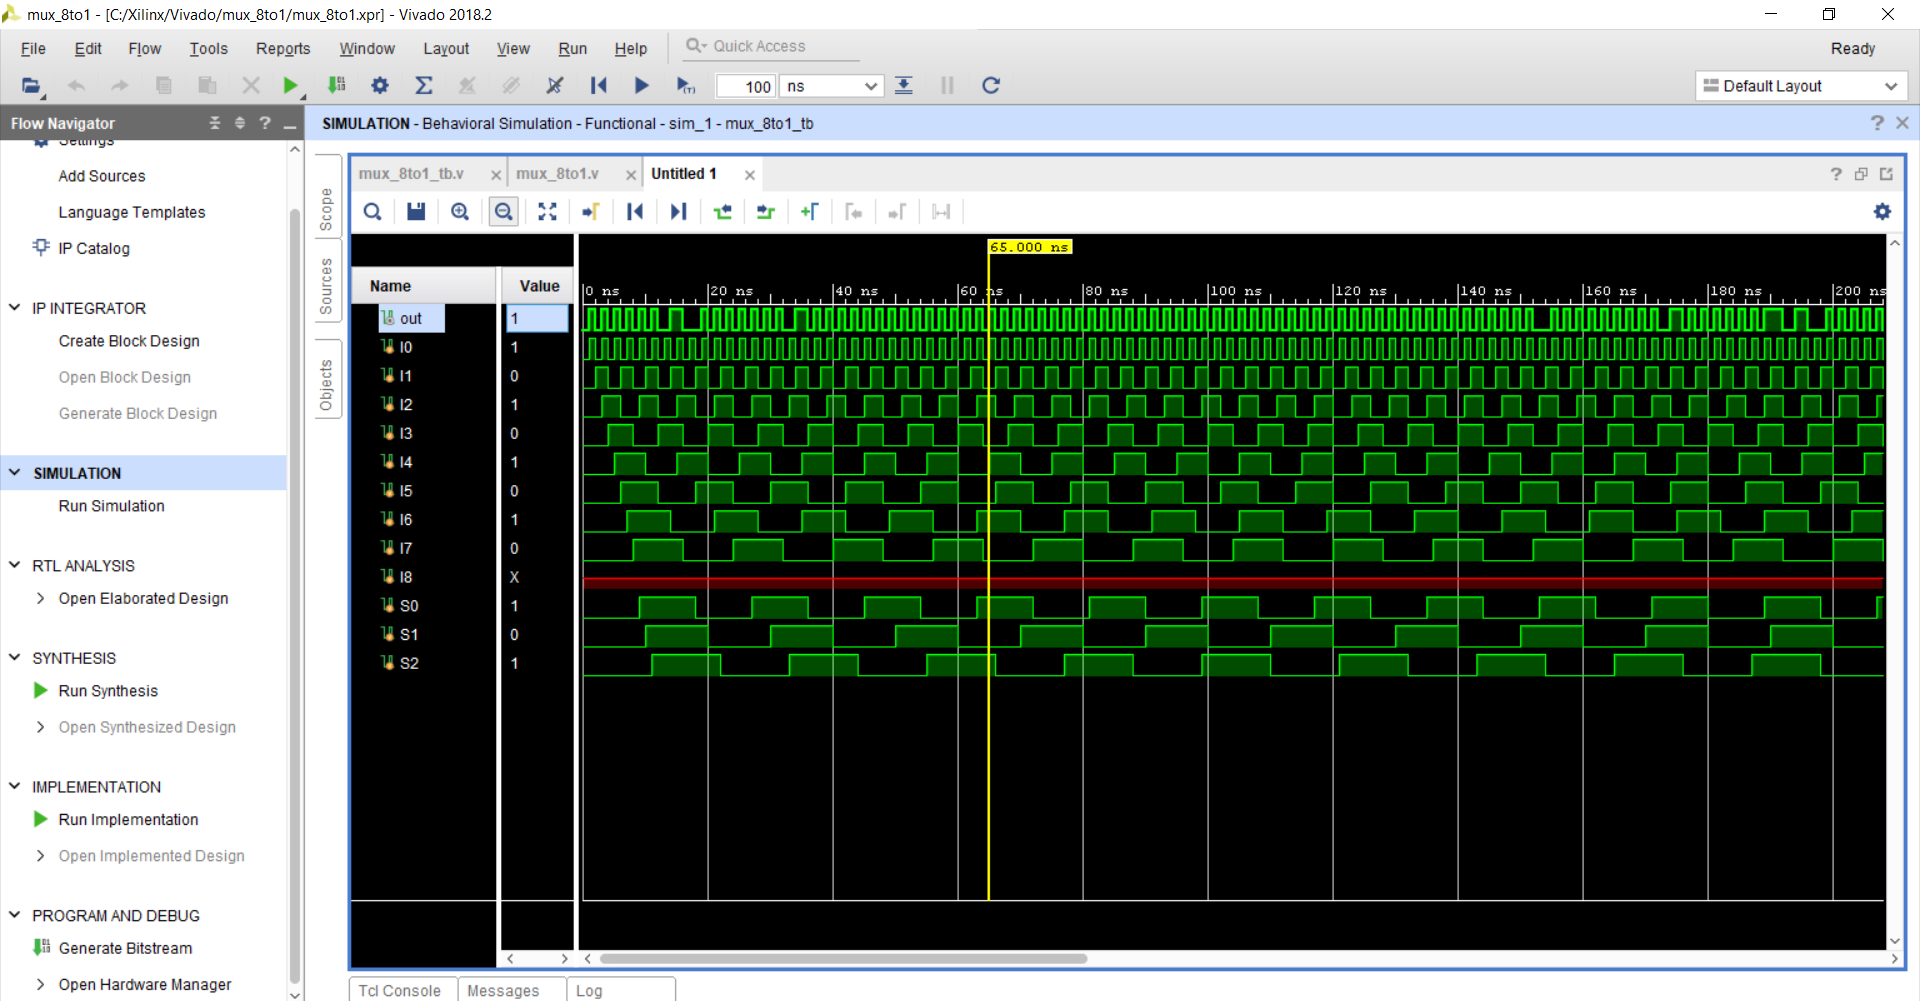 mux_8to1 - [C:/Xilinx/Vivado/mux_8to1/mux_8to1.xpr] - Vivado 2018.2
File Edit Flow Tools Reports Window Layout View Run Help Quick Access Ready
100 ns Default Layout
Flow Navigator
SIMULATION - Behavioral Simulation - Functional - sim_1 - mux_8to1_tb
Settings
Add Sources
Language Templates
IP Catalog
IP INTEGRATOR
Create Block Design
Open Block Design
Generate Block Design
SIMULATION
Run Simulation
RTL ANALYSIS
Open Elaborated Design
SYNTHESIS
Run Synthesis
Open Synthesized Design
IMPLEMENTATION
Run Implementation
Open Implemented Design
PROGRAM AND DEBUG
Generate Bitstream
Open Hardware Manager
Scope
Sources
Objects
mux_8to1_tb.v mux_8to1.v Untitled 1
65.000 ns
Name Value
0 ns 20 ns 40 ns 60 ns 80 ns 100 ns 120 ns 140 ns 160 ns 180 ns 200 ns
out 1
I0 1
I1 0
I2 1
I3 0
I4 1
I5 0
I6 1
I7 0
I8 X
S0 1
S1 0
S2 1
Tcl Console Messages Log